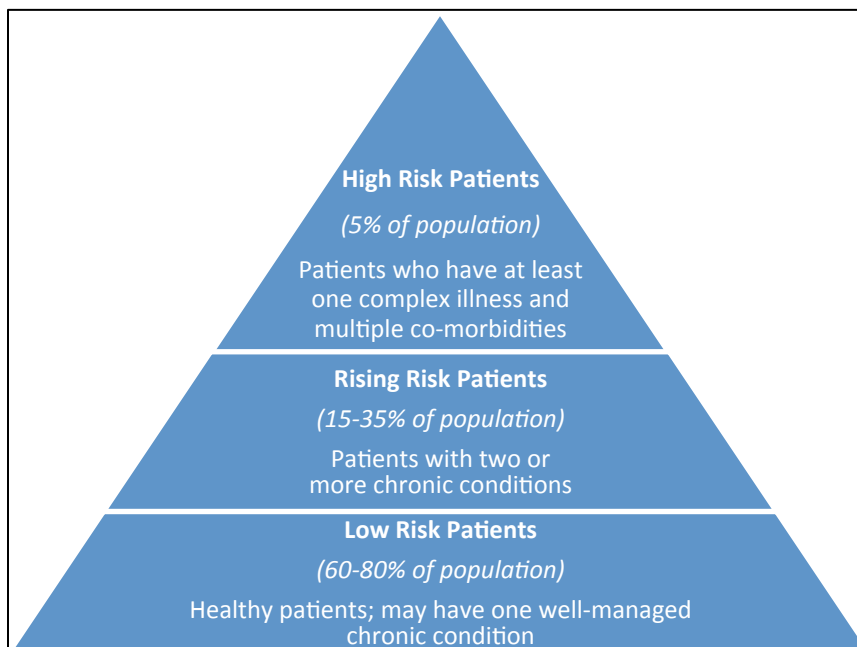 High Risk Patients
(5% of population)
Patients who have at least
one complex illness and
multiple co-morbidities
Rising Risk Patients
(15-35% of population)
Patients with two or
more chronic conditions
Low Risk Patients
(60-80% of population)
Healthy patients; may have one well-managed
chronic condition